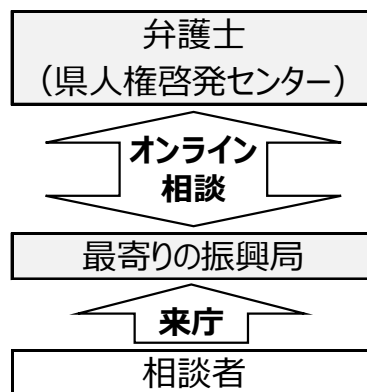 弁護士
（県人権啓発センター）
オンライン
相談
最寄りの振興局
来庁
相談者